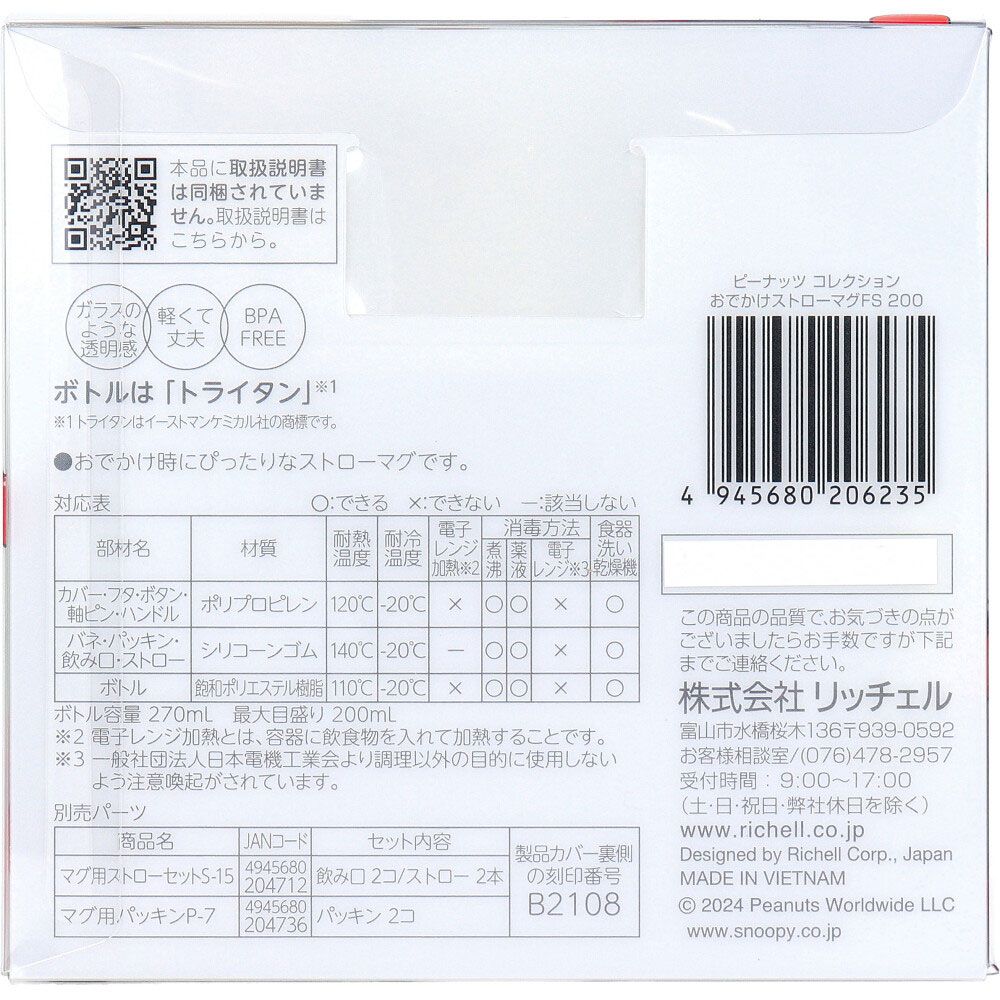 本品に取扱説明書
は同梱されていま
せん。取扱説明書は
こちらから。
ガラスの
ような
透明感
軽くて
丈夫
BPA
FREE
ボトルは「トライタン」※1
※1トライタンはイーストマンケミカル社の商標です。
●おでかけ時にぴったりなストローマグです。
対応表 〇:できる ×:できない −:該当しない
部材名 材質 耐熱温度 耐冷温度 電子レンジ加熱※2 消毒方法 煮沸 薬液 電子レンジ※3 食器洗い乾燥機
カバー・フタ・ボタン・軸ピン・ハンドル ポリプロピレン 120℃ -20℃ × 〇 〇 × 〇
バネ・パッキン・飲み口・ストロー シリコーンゴム 140℃ -20℃ − 〇 〇 × 〇
ボトル 飽和ポリエステル樹脂 110℃ -20℃ × 〇 〇 × 〇
ボトル容量 270mL 最大目盛り 200mL
※2 電子レンジ加熱とは、容器に飲食物を入れて加熱することです。
※3 一般社団法人日本電機工業会より調理以外の目的に使用しない
よう注意喚起がされています。
別売パーツ
商品名 JANコード セット内容
マグ用ストローセットS-15 4945680 204712 飲み口 2コ/ストロー 2本
マグ用パッキンP-7 4945680 204736 パッキン 2コ
製品カバー裏側
の刻印番号
B2108
ピーナッツ コレクション
おでかけストローマグFS 200
4 945680 206235
この商品の品質で、お気づきの点が
ございましたらお手数ですが下記
までご連絡ください。
株式会社 リッチェル
富山市水橋桜木136〒939-0592
お客様相談室/(076)478-2957
受付時間:9:00〜17:00
(土・日・祝日・弊社休日を除く)
www.richell.co.jp
Designed by Richell Corp., Japan
MADE IN VIETNAM
© 2024 Peanuts Worldwide LLC
www.snoopy.co.jp